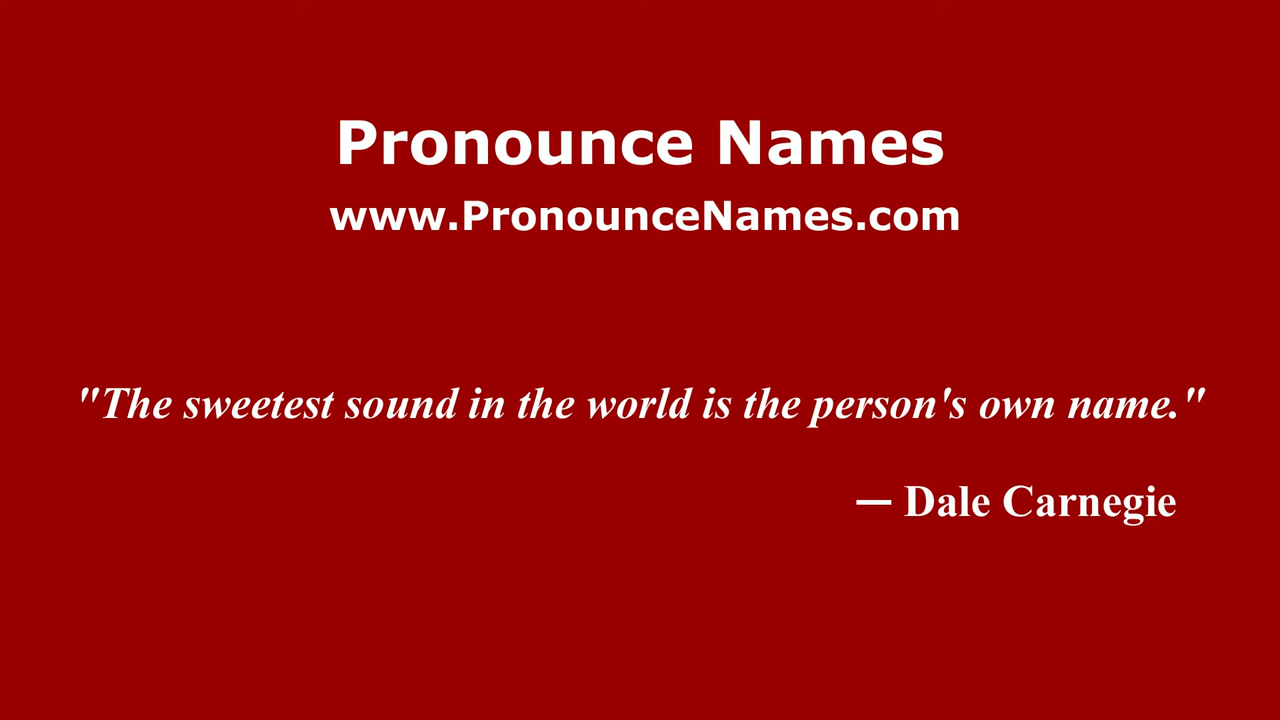 Pronounce Names
www.PronounceNames.com
"The sweetest sound in the world is the person's own name."
— Dale Carnegie